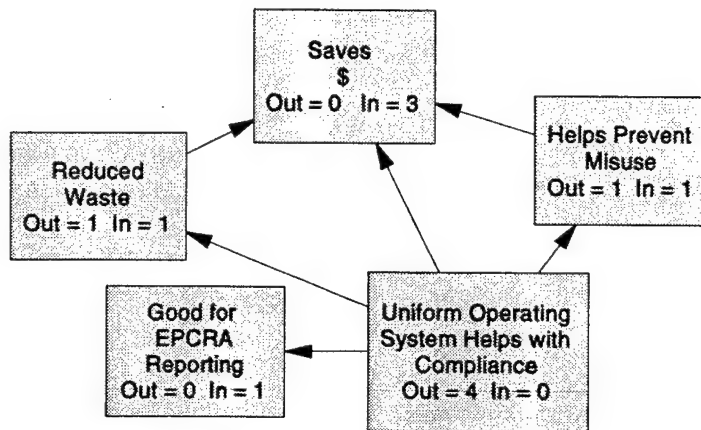 Saves
$
Out = 0 In = 3
Helps Prevent
Misuse
Out = 1 In = 1
Reduced
Waste
Out = 1 In = 1
Good for
EPCRA
Reporting
Out = 0 In = 1
Uniform Operating
System Helps with
Compliance
Out = 4 In = 0